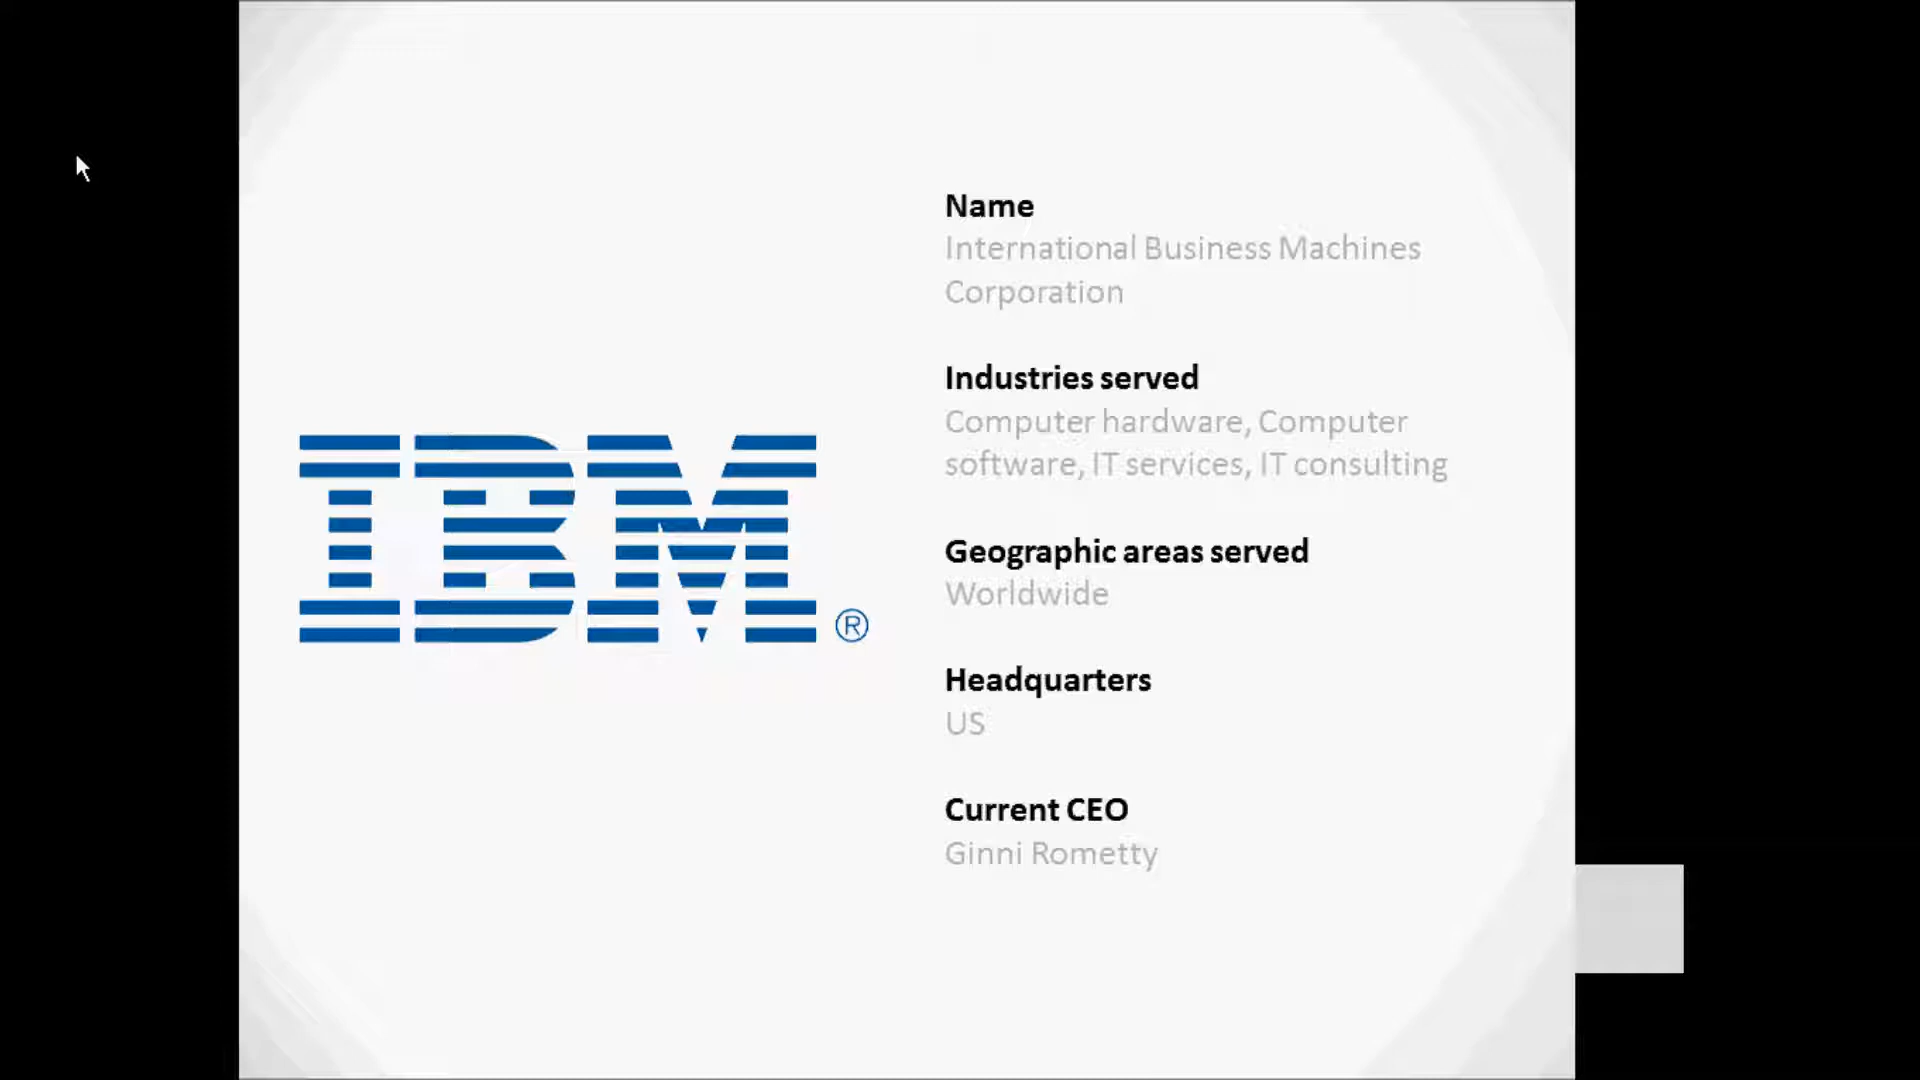 IBM®
Name
International Business Machines
Corporation
Industries served
Computer hardware, Computer
software, IT services, IT consulting
Geographic areas served
Worldwide
Headquarters
US
Current CEO
Ginni Rometty